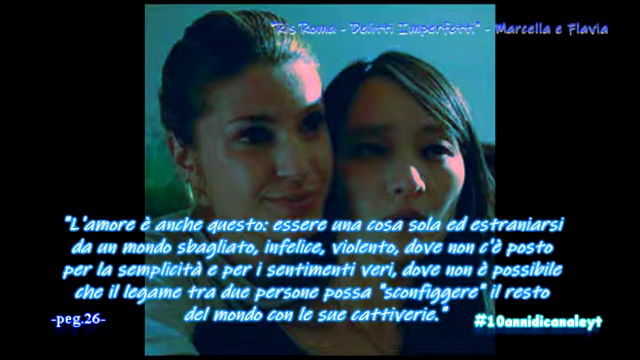 "R.i.s Roma - Delitti Imperfetti" - Marcella e Flavia
"L'amore è anche questo: essere una cosa sola ed estraniarsi
da un mondo sbagliato, infelice, violento, dove non c'è posto
per la semplicità e per i sentimenti veri, dove non è possibile
che il legame tra due persone possa "sconfiggere" il resto
del mondo con le sue cattiverie."
-peg.26-
#10annidicanaleyt